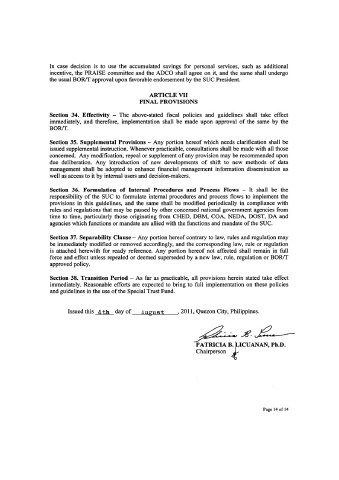 In case decision is to use the accumulated savings for personal services, such as additional
incentive, the PRAISE committee and the ADCO shall agree on it, and the same shall undergo
the usual BOR/T approval upon favorable endorsement by the SUC President.
ARTICLE VII
FINAL PROVISIONS
Section 34. Effectivity – The above-stated fiscal policies and guidelines shall take effect
immediately, and therefore, implementation shall be made upon approval of the same by the
BOR/T.
Section 35. Supplemental Provisions – Any portion hereof which needs clarification shall be
issued supplemental instruction. Whenever practicable, consultations shall be made with all those
concerned. Any modification, repeal or supplement of any provision may be recommended upon
due deliberation. Any introduction of new developments of shift to new methods of data
management shall be adopted to enhance financial management information dissemination as
well as access to it by internal users and decision-makers.
Section 36. Formulation of Internal Procedures and Process Flows – It shall be the
responsibility of the SUC to formulate internal procedures and process flows to implement the
provisions in this guidelines, and the same shall be modified periodically in compliance with
rules and regulations that may be passed by other concerned national government agencies from
time to time, particularly those originating from CHED, DBM, COA, NEDA, DOST, DA and
agencies which functions or mandate are allied with the functions and mandate of the SUC.
Section 37. Separability Clause – Any portion hereof contrary to law, rules and regulation may
be immediately modified or removed accordingly, and the corresponding law, rule or regulation
is attached herewith for ready reference. Any portion hereof not affected shall remain in full
force and effect unless repealed or deemed superseded by a new law, rule, regulation or BOR/T
approved policy.
Section 38. Transition Period – As far as practicable, all provisions herein stated take effect
immediately. Reasonable efforts are expected to bring to full implementation on these policies
and guidelines in the use of the Special Trust Fund.
Issued this 4th day of August, 2011, Quezon City, Philippines.
PATRICIA B. LICUANAN, Ph.D.
Chairperson
Page 14 of 14